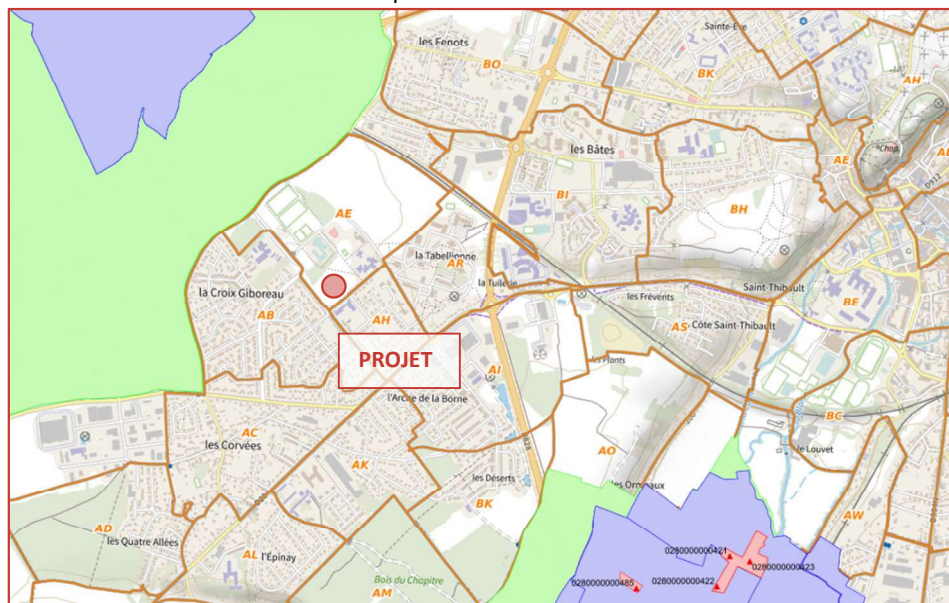 Sainte-Eve
les Fenots
BO
BK
AH
les Bâtes
Chap.
AE
D912
BI
BH
AE
la Tabellionne
AR
la Croix Giboreau
la Tuilerie
Saint-Thibault
les Frévents
AB
AH
AS
Côte Saint-Thibault
BE
PROJET
les Plants
AI
l'Arche de la Borne
BC
AC
les Corvées
N28
AO
le Louvet
AK
les Déserts
BK
les Ormeaux
AW
AD
les Quatre Allées
AL
l'Épinay
0280000000421
0280000000423
Bois du Chapitre
0280000000485
0280000000422
AM